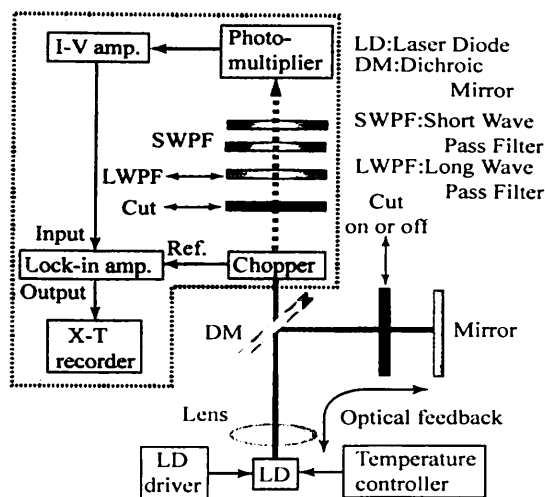 I-V amp.
Photo-
multiplier
LD:Laser Diode
DM:Dichroic
Mirror
SWPF:Short Wave
Pass Filter
LWPF:Long Wave
Pass Filter
SWPF
LWPF
Cut
Cut
on or off
Input
Ref.
Lock-in amp.
Chopper
Output
X-T
recorder
DM
Mirror
Lens
Optical feedback
LD
driver
LD
Temperature
controller